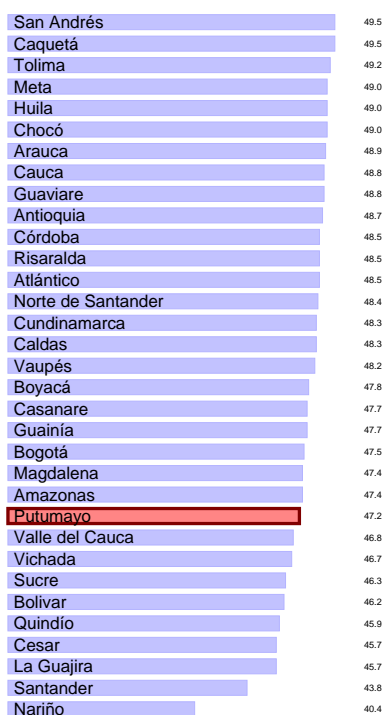 San Andrés 49.5
Caquetá 49.5
Tolima 49.2
Meta 49.0
Huila 49.0
Chocó 49.0
Arauca 48.9
Cauca 48.8
Guaviare 48.8
Antioquia 48.7
Córdoba 48.5
Risaralda 48.5
Atlántico 48.5
Norte de Santander 48.4
Cundinamarca 48.3
Caldas 48.3
Vaupés 48.2
Boyacá 47.8
Casanare 47.7
Guainía 47.7
Bogotá 47.5
Magdalena 47.4
Amazonas 47.4
Putumayo 47.2
Valle del Cauca 46.8
Vichada 46.7
Sucre 46.3
Bolivar 46.2
Quindío 45.9
Cesar 45.7
La Guajira 45.7
Santander 43.8
Nariño 40.4